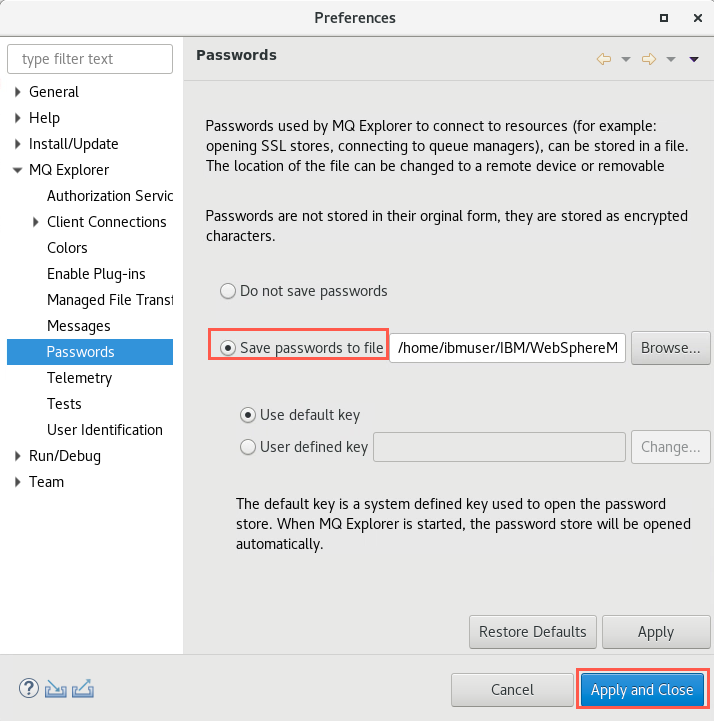 Preferences
type filter text
General
Help
Install/Update
MQ Explorer
Authorization Servic
Client Connections
Colors
Enable Plug-ins
Managed File Transf
Messages
Passwords
Telemetry
Tests
User Identification
Run/Debug
Team
Passwords
Passwords used by MQ Explorer to connect to resources (for example:
opening SSL stores, connecting to queue managers), can be stored in a file.
The location of the file can be changed to a remote device or removable
Passwords are not stored in their orginal form, they are stored as encrypted
characters.
Do not save passwords
Save passwords to file /home/ibmuser/IBM/WebSphereM Browse...
Use default key
User defined key Change...
The default key is a system defined key used to open the password
store. When MQ Explorer is started, the password store will be opened
automatically.
Restore Defaults Apply
? Cancel Apply and Close